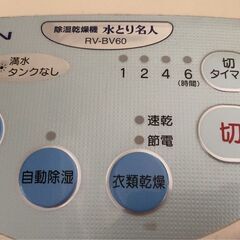 除湿乾燥機 水とり名人
RV-BV60
満水
タンクなし
1 2 4 6
(時間)
切
タイマ
速乾
節電
自動除湿
衣類乾燥
切